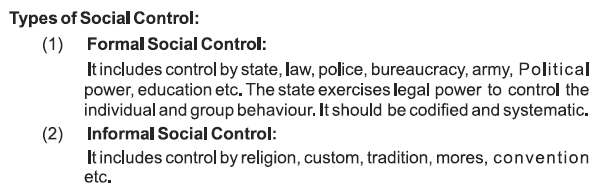 Types of Social Control:
(1) Formal Social Control:
It includes control by state, law, police, bureaucracy, army, Political
power, education etc. The state exercises legal power to control the
individual and group behaviour. It should be codified and systematic.
(2) Informal Social Control:
It includes control by religion, custom, tradition, mores, convention
etc.